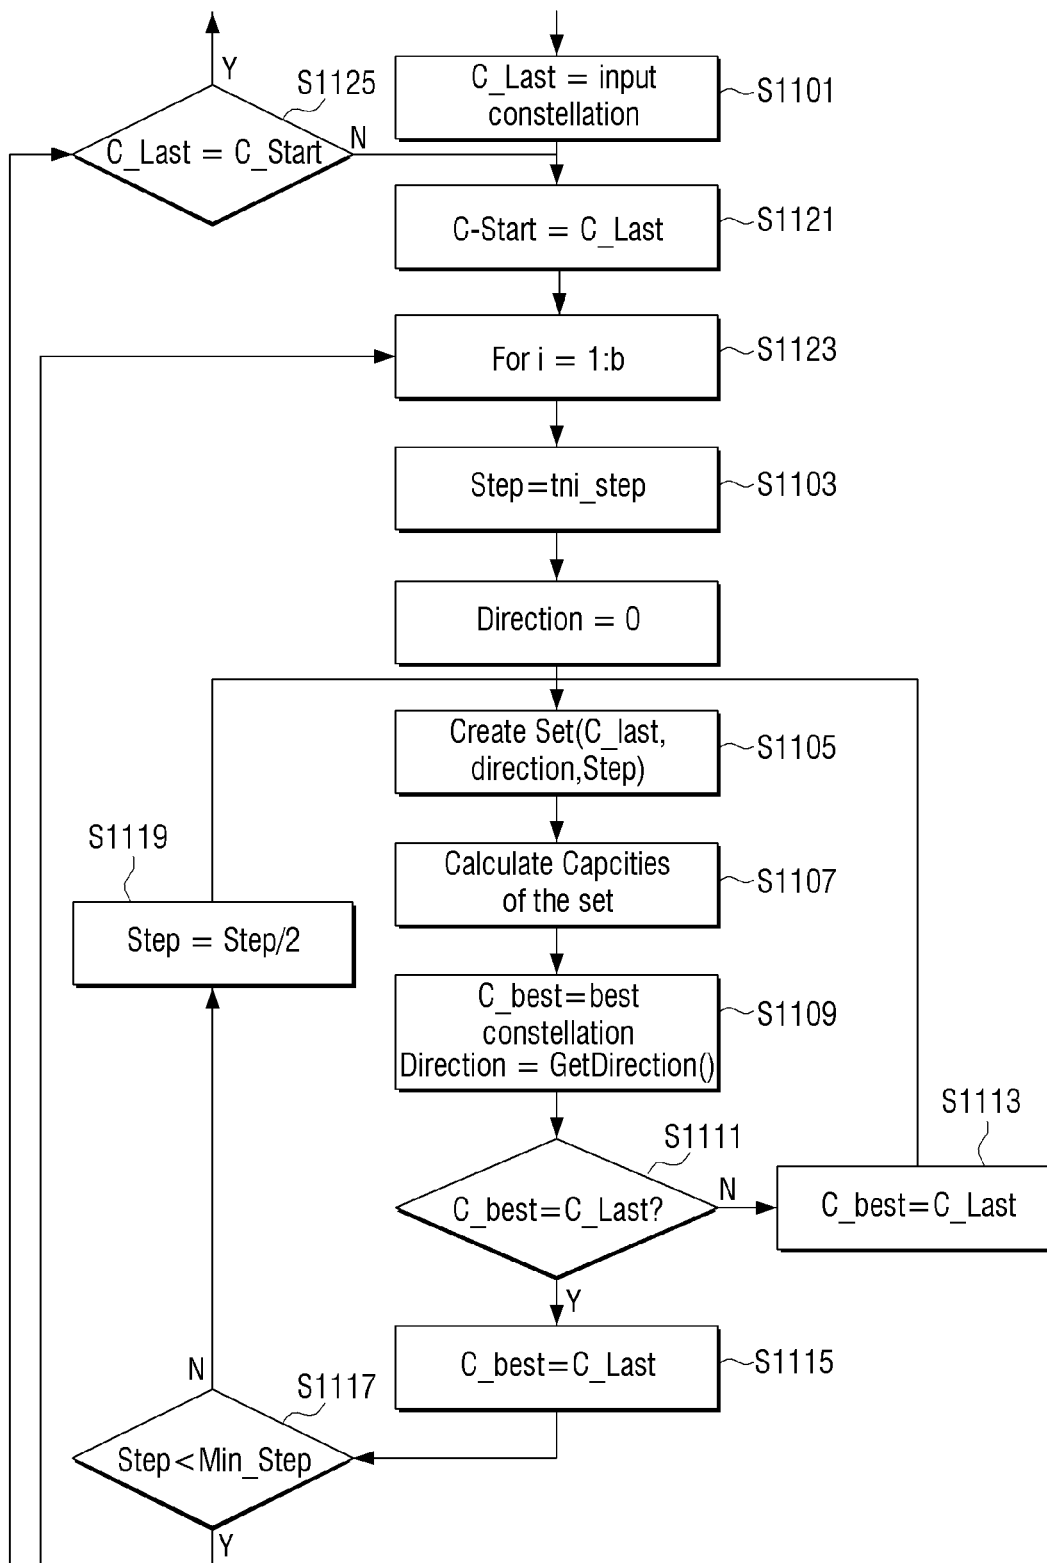 Y
S1125
C_Last = C_Start
N
C_Last = input
constellation
S1101
C-Start = C_Last
S1121
For i = 1:b
S1123
Step=tni_step
S1103
Direction = 0
Create Set(C_last,
direction,Step)
S1105
S1119
Step = Step/2
Calculate Capcities
of the set
S1107
C_best=best
constellation
Direction = GetDirection()
S1109
S1111
C_best=C_Last?
N
S1113
C_best=C_Last
Y
C_best=C_Last
S1115
N
S1117
Step<Min_Step
Y